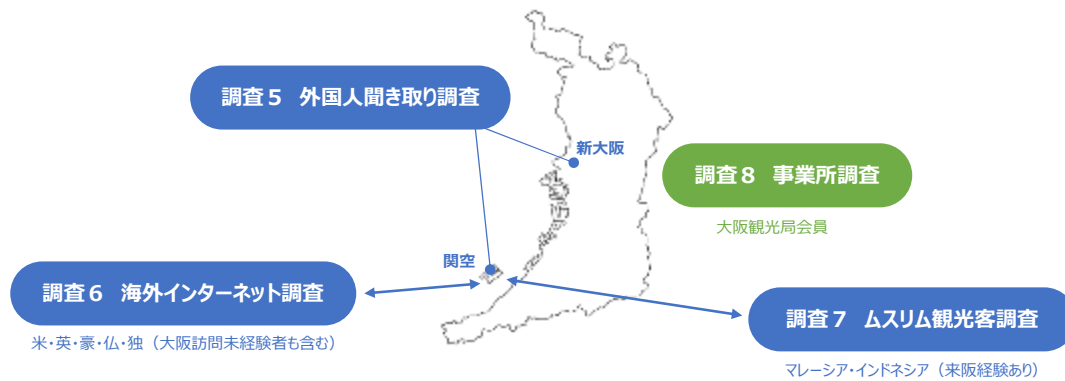 調査５　外国人聞き取り調査
新大阪
調査８　事業所調査
大阪観光局会員
関空
調査６　海外インターネット調査
米・英・豪・仏・独（大阪訪問未経験者も含む）
調査７　ムスリム観光客調査
マレーシア・インドネシア（来阪経験あり）